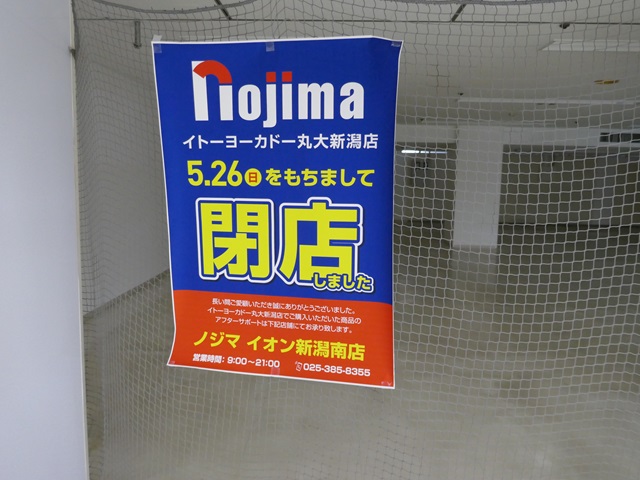 nojima
イトーヨーカドー丸大新潟店
5.26日をもちまして
閉店
しました
長い間ご愛顧いただき誠にありがとうございました。
イトーヨーカドー丸大新潟店でご購入いただいた商品の
アフターサポートは下記店舗にてお承り致します。
ノジマ イオン新潟南店
営業時間: 9:00〜21:00 025-385-8355